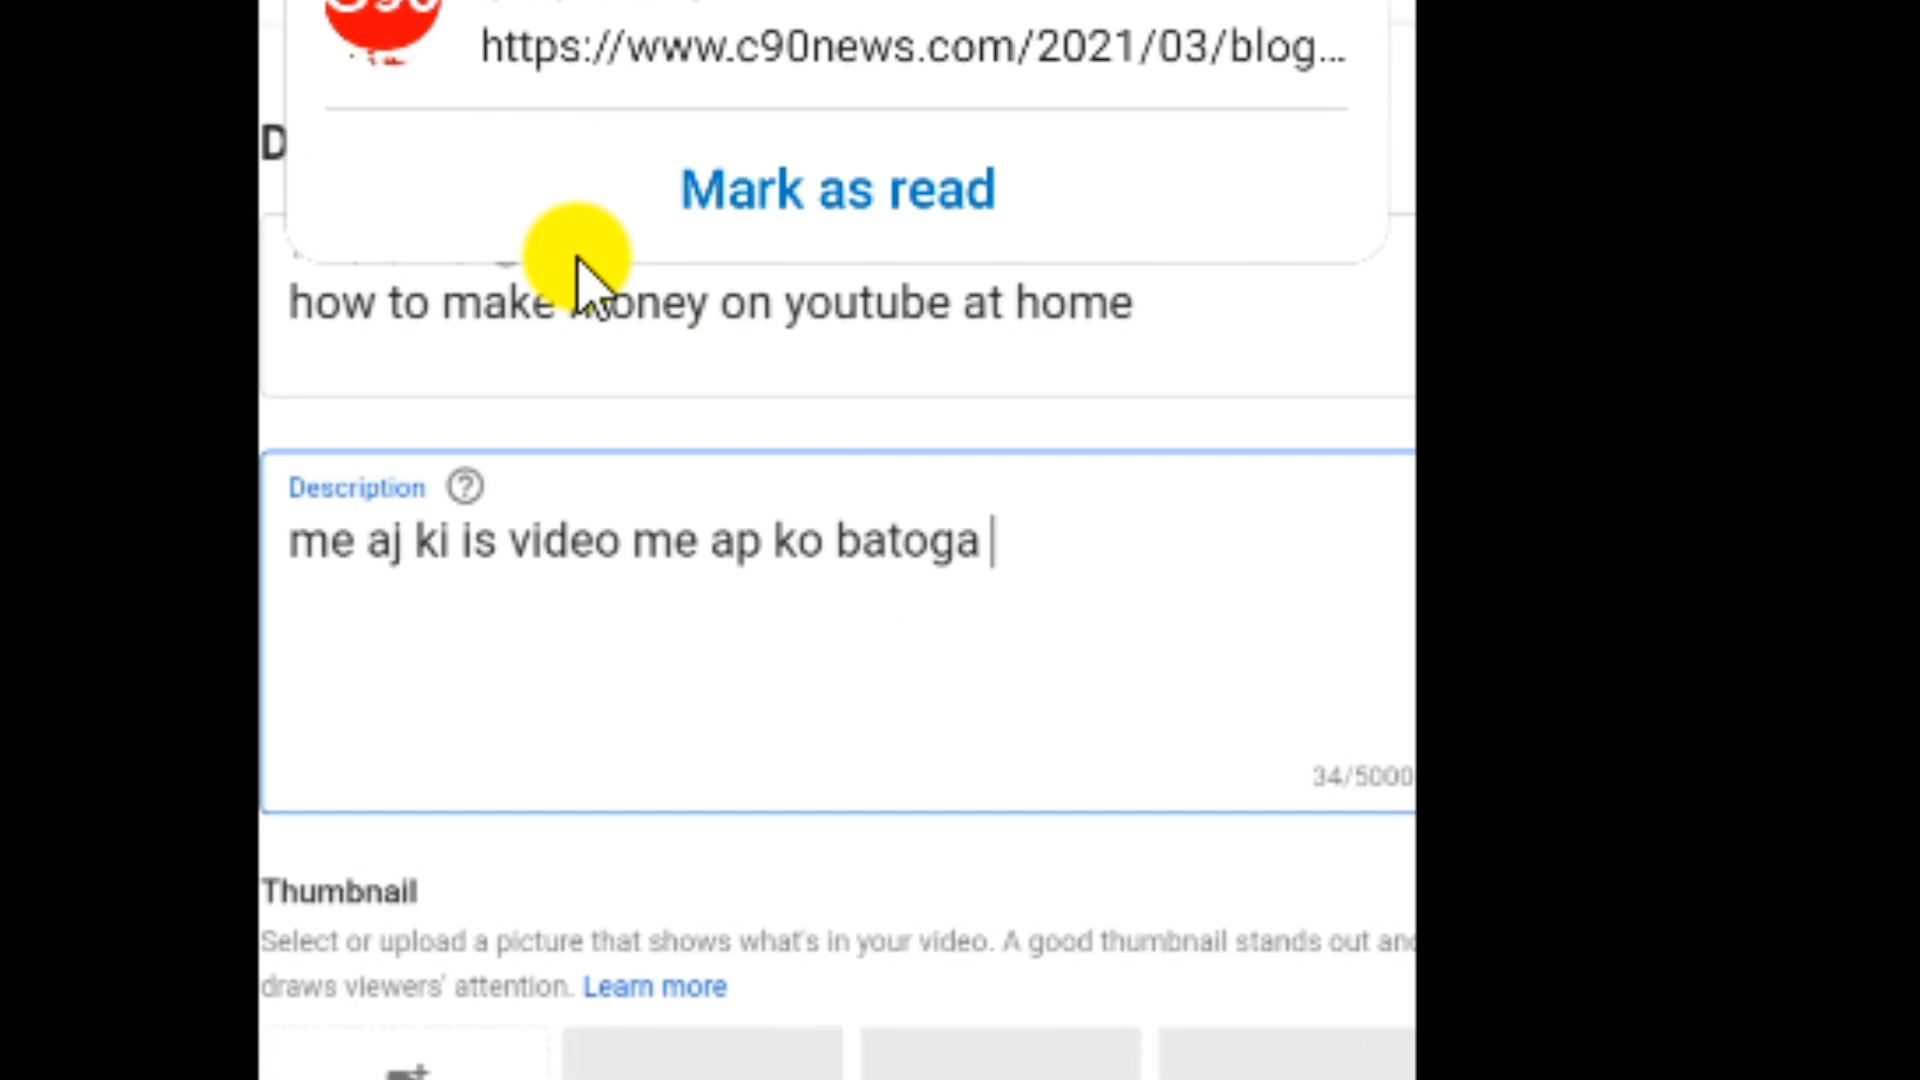 https://www.c90news.com/2021/03/blog...
Mark as read
D
how to make money on youtube at home
Description ?
me aj ki is video me ap ko batoga
34/5000
Thumbnail
Select or upload a picture that shows what's in your video. A good thumbnail stands out and
draws viewers' attention. Learn more